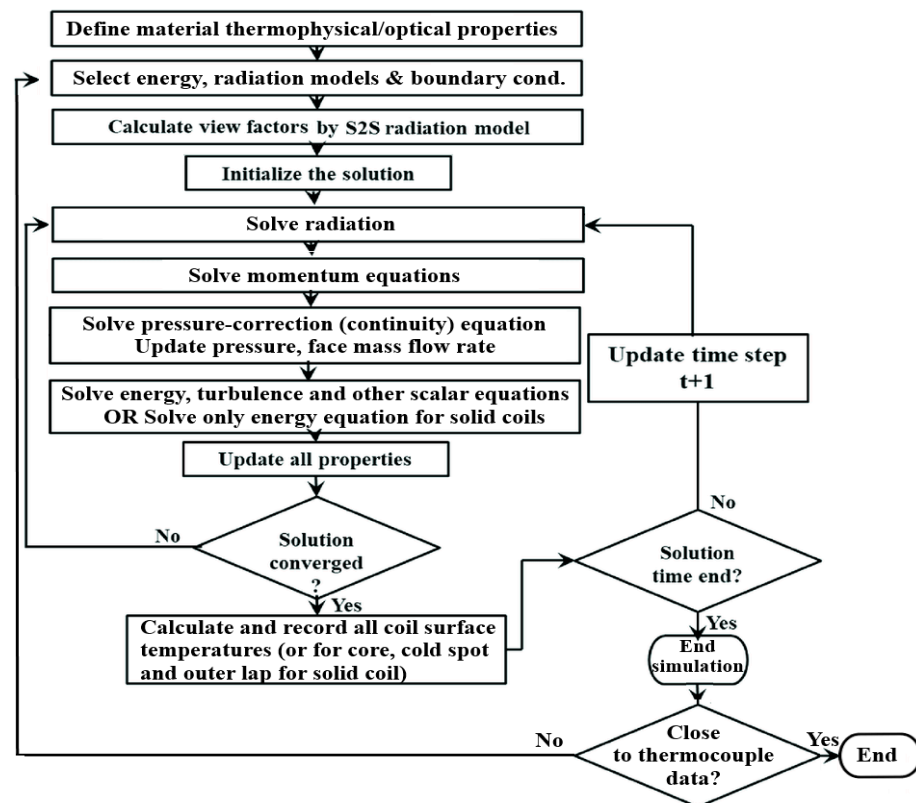 Define material thermophysical/optical properties
Select energy, radiation models & boundary cond.
Calculate view factors by S2S radiation model
Initialize the solution
Solve radiation
Solve momentum equations
Solve pressure-correction (continuity) equation
Update pressure, face mass flow rate
Solve energy, turbulence and other scalar equations
OR Solve only energy equation for solid coils
Update all properties
Solution
converged
?
No
Yes
Calculate and record all coil surface
temperatures (or for core, cold spot
and outer lap for solid coil)
Update time step
t+1
No
Solution
time end?
Yes
End
simulation
Close
to thermocouple
data?
No
Yes
End